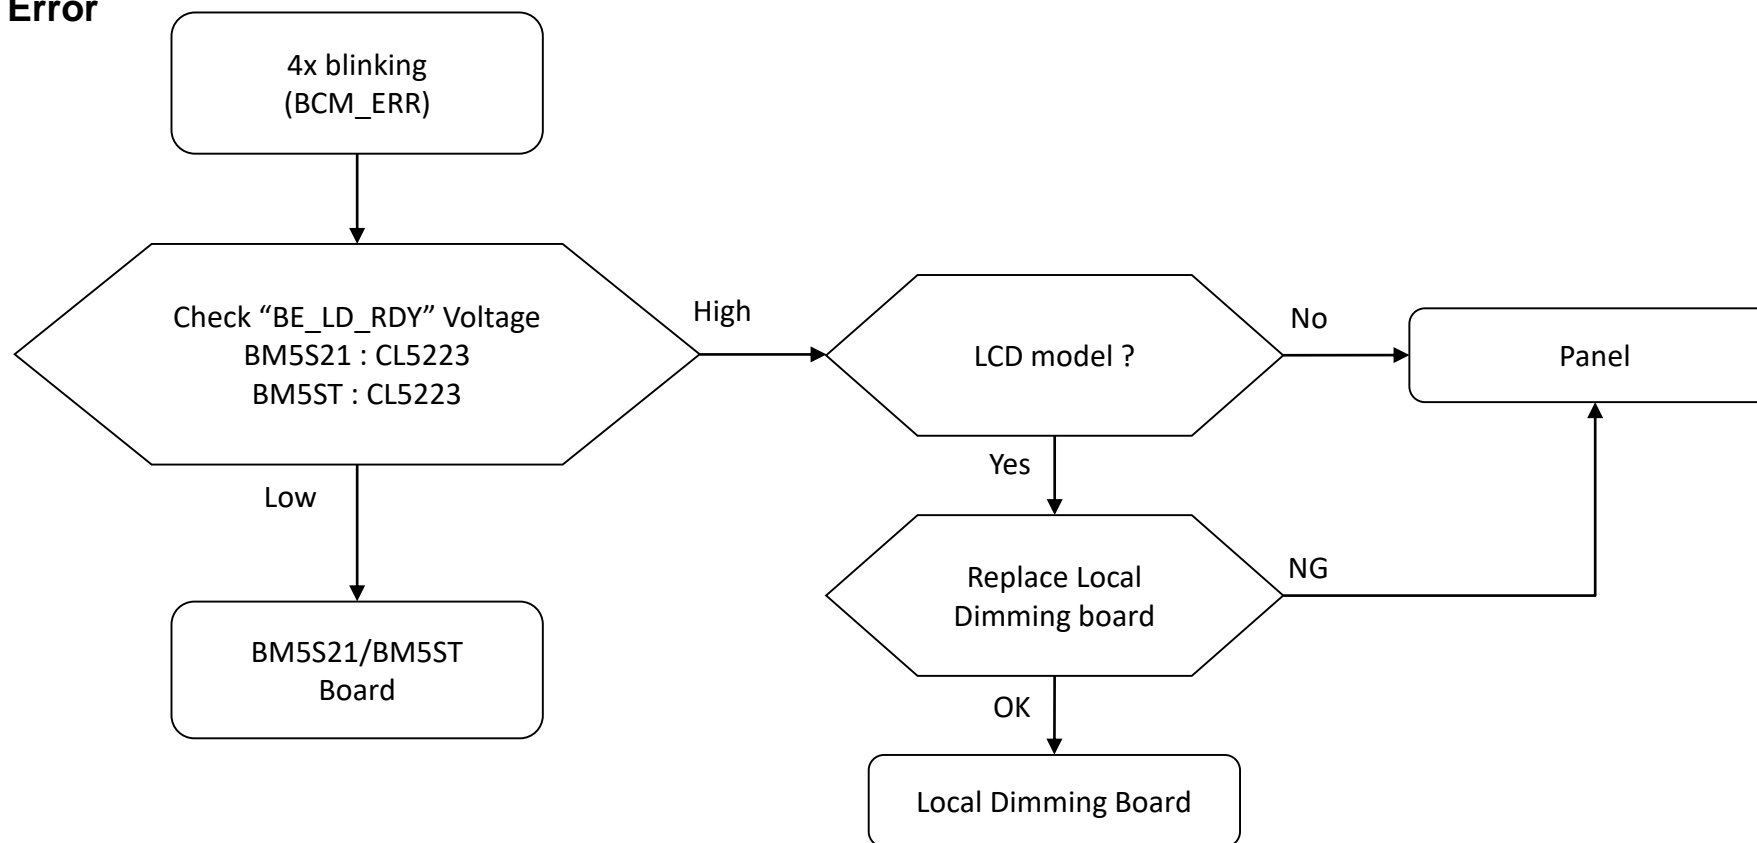 Error
4x blinking
(BCM_ERR)
Check “BE_LD_RDY” Voltage
BM5S21 : CL5223
BM5ST : CL5223
High
LCD model ?
No
Panel
Low
Yes
Replace Local
Dimming board
NG
BM5S21/BM5ST
Board
OK
Local Dimming Board